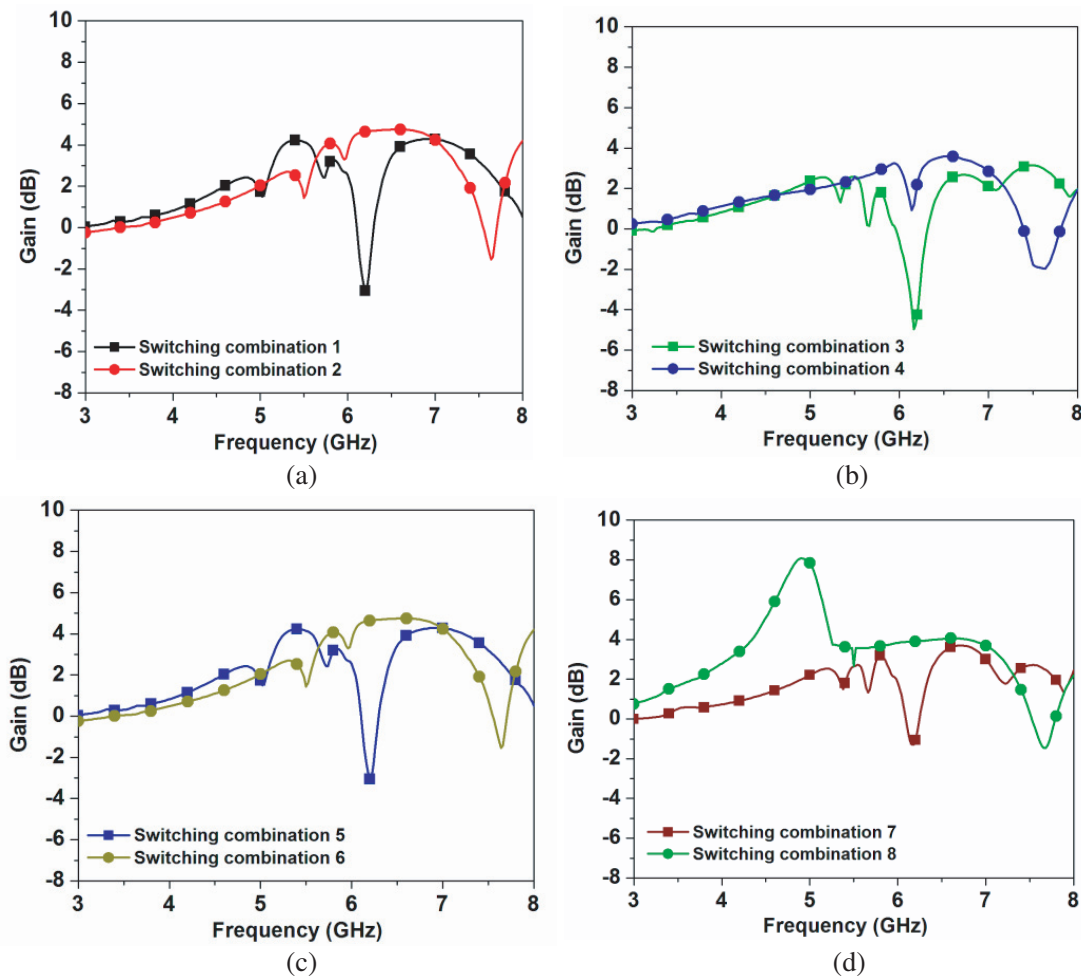 10
8
6
4
2
0
-2
-4
-6
-8
Gain (dB)
Switching combination 1
Switching combination 2
3 4 5 6 7 8
Frequency (GHz)
(a)
10
8
6
4
2
0
-2
-4
-6
-8
Gain (dB)
Switching combination 3
Switching combination 4
3 4 5 6 7 8
Frequency (GHz)
(b)
10
8
6
4
2
0
-2
-4
-6
-8
Gain (dB)
Switching combination 5
Switching combination 6
3 4 5 6 7 8
Frequency (GHz)
(c)
10
8
6
4
2
0
-2
-4
-6
-8
Gain (dB)
Switching combination 7
Switching combination 8
3 4 5 6 7 8
Frequency (GHz)
(d)